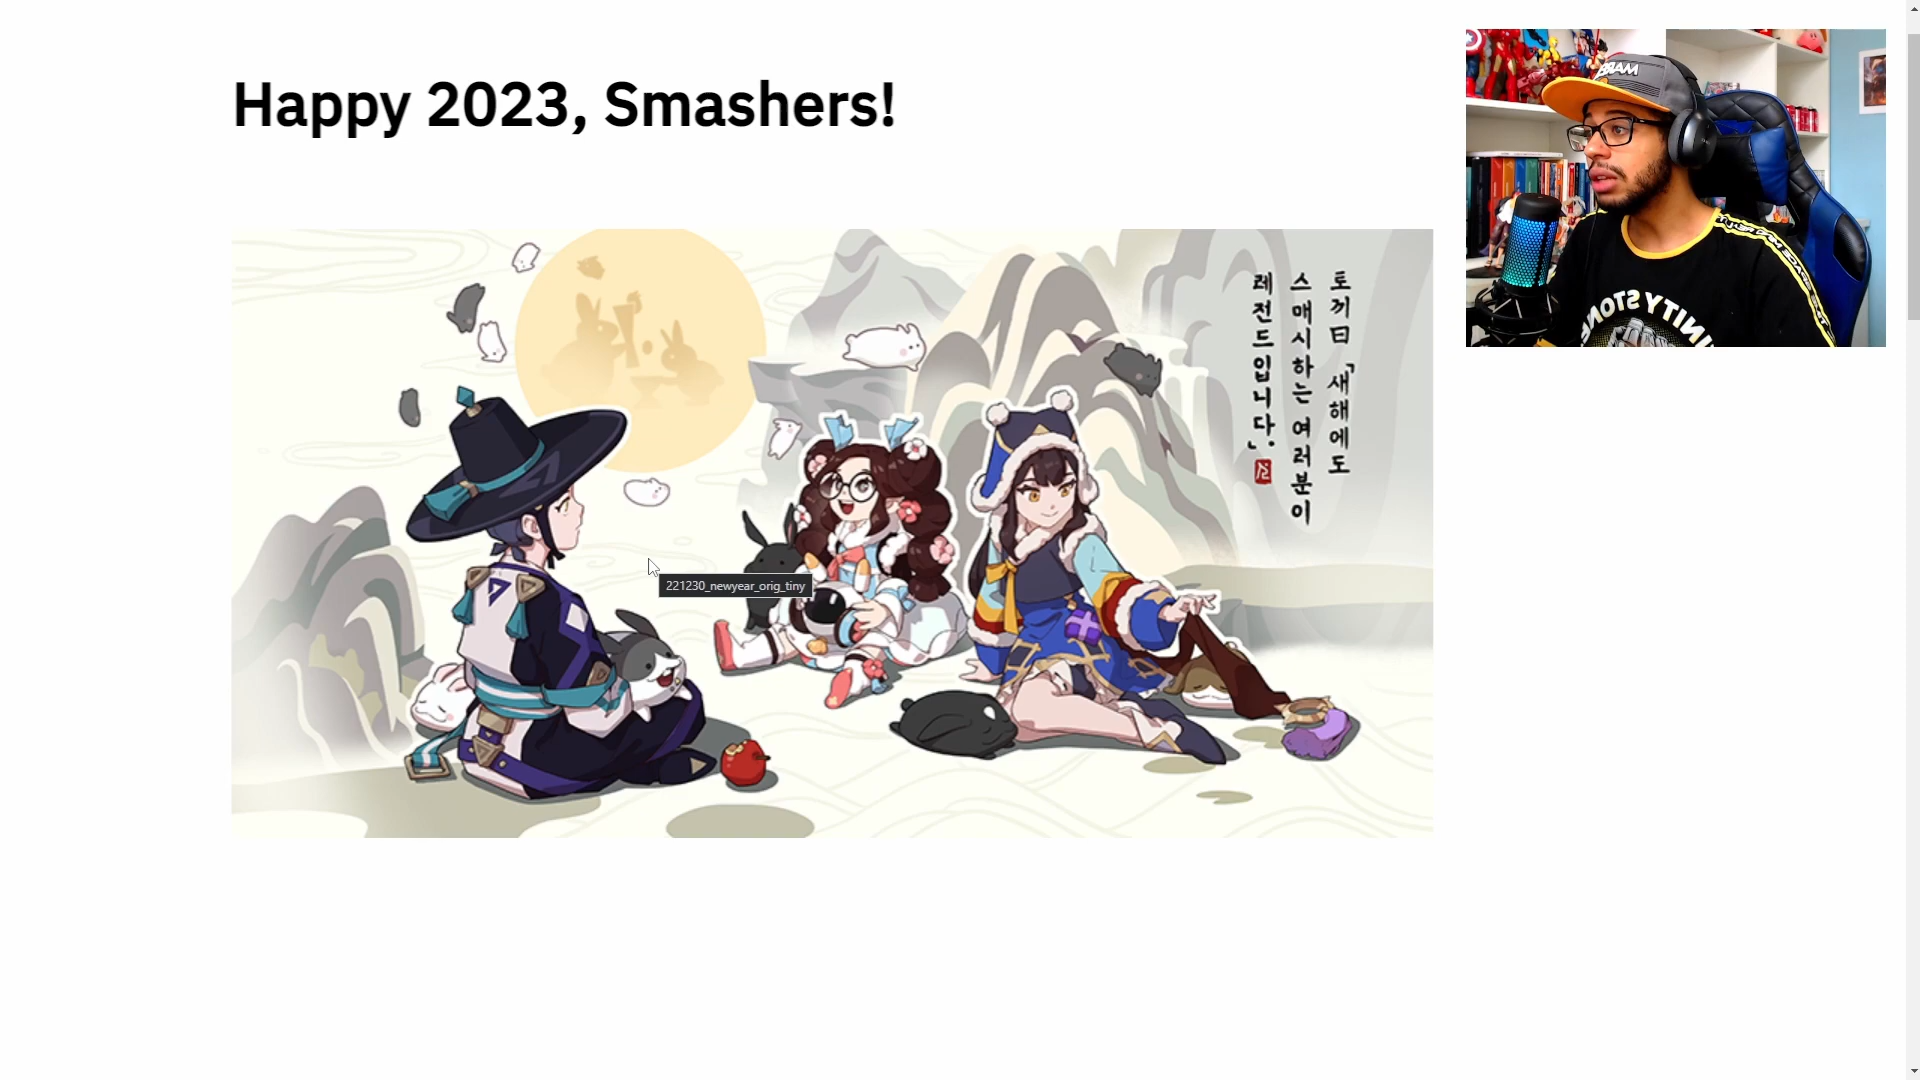 Happy 2023, Smashers!
토끼曰 「새해에도
스매시하는 여러분이
레전드입니다.」
221230_newyear_orig_tiny